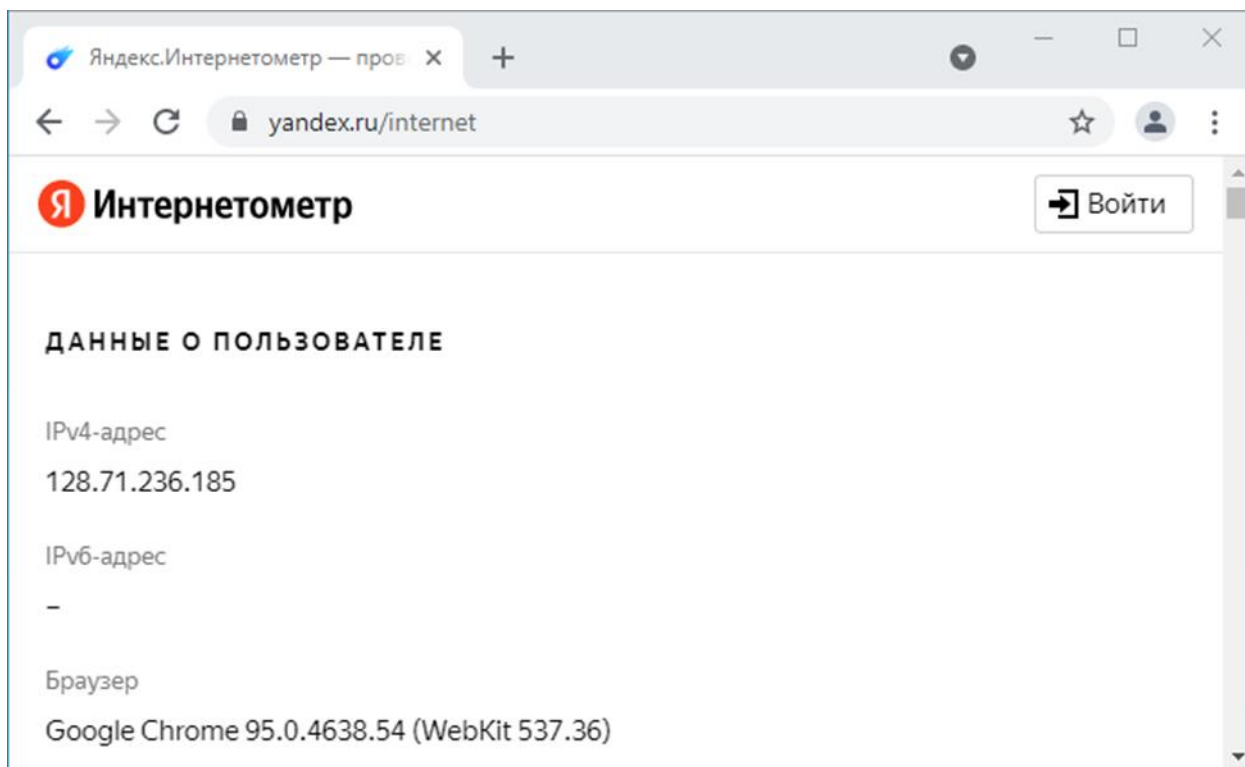 Яндекс.Интернетометр — пров
yandex.ru/internet
Я Интернетометр
Войти
ДАННЫЕ О ПОЛЬЗОВАТЕЛЕ
IPv4-адрес
128.71.236.185
IPv6-адрес
–
Браузер
Google Chrome 95.0.4638.54 (WebKit 537.36)